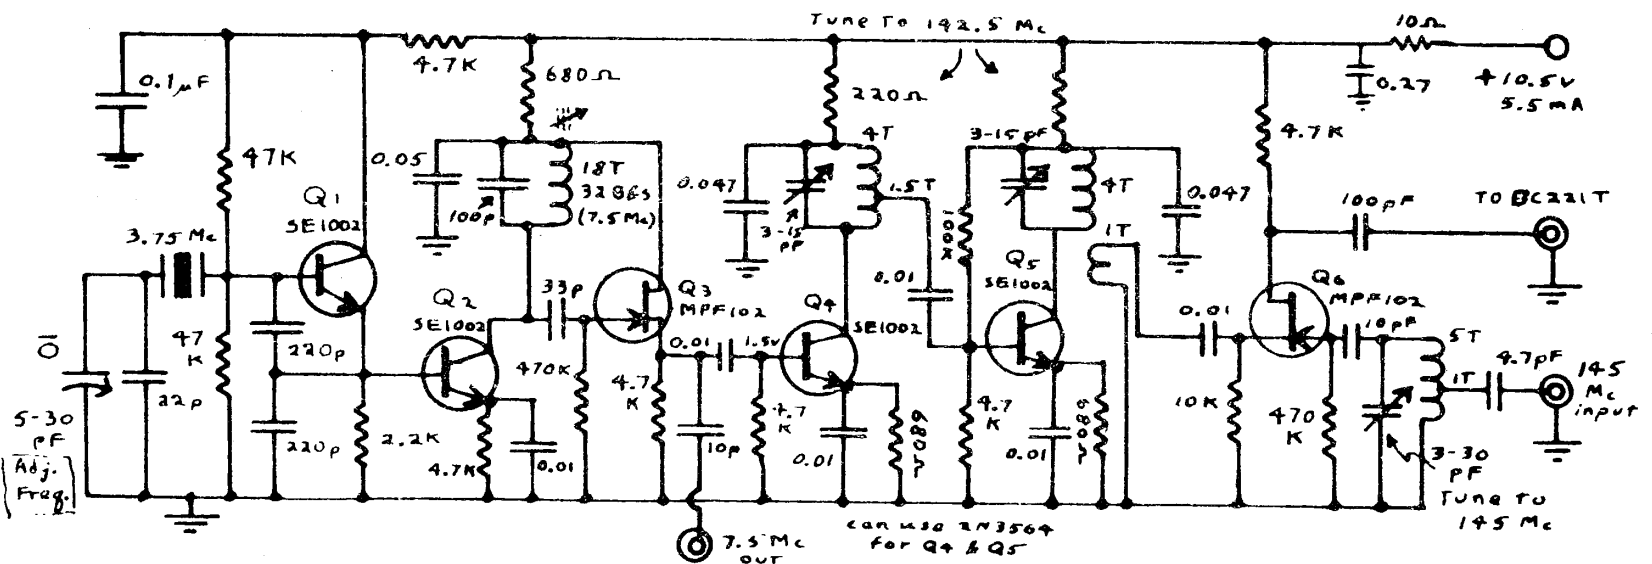 Tune To 142.5 Mc
10Ω
4.7K
680Ω
0.1μF
220Ω
4T
3-15pF
0.27
+10.5v
5.5mA
4.7K
47K
0.05
18T
32 B&S
(7.5 Mc)
100p
0.047
1.5T
3-15
pF
100K
4T
0.047
1T
100pF
TO BC221T
Q1
SE1002
3.75 Mc
Q2
SE1002
33p
Q3
MPF102
0.01
1.5v
Q4
SE1002
0.01
Q5
SE1002
0.01
Q6
MPF102
10pF
5T
1T
4.7pF
145
Mc
input
47
K
220p
220p
22p
5-30
pF
Adj.
Freq.
2.2K
4.7K
0.01
470K
4.7
K
10p
4.7
K
0.01
680Ω
4.7
K
0.01
680Ω
10K
470
K
3-30
pF
Tune to
145 Mc
7.5 Mc
OUT
can use 2N3564
for Q4 & Q5